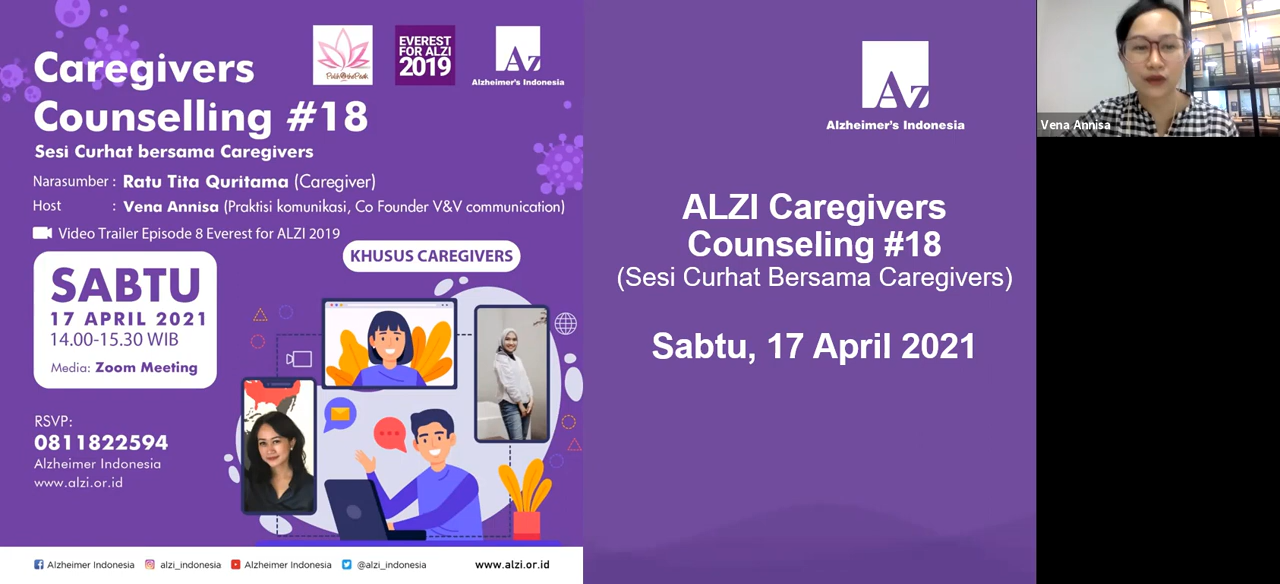 Caregivers
Counselling #18
Sesi Curhat bersama Caregivers
Pulih@thePeak
EVEREST
FOR ALZI
2019
Az
Alzheimer's Indonesia
Narasumber : Ratu Tita Quritama (Caregiver)
Host : Vena Annisa (Praktisi komunikasi, Co Founder V&V communication)
Video Trailer Episode 8 Everest for ALZI 2019
KHUSUS CAREGIVERS
SABTU
17 APRIL 2021
14.00-15.30 WIB
Media: Zoom Meeting
RSVP:
0811822594
Alzheimer Indonesia
www.alzi.or.id
Alzheimer Indonesia alzi_indonesia Alzheimer Indonesia @alzi_indonesia www.alzi.or.id
Az
Alzheimer's Indonesia
ALZI Caregivers
Counseling #18
(Sesi Curhat Bersama Caregivers)
Sabtu, 17 April 2021
Vena Annisa